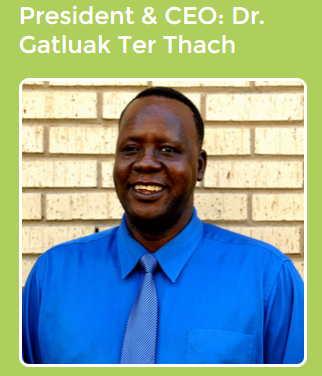 President & CEO: Dr.
Gatluak Ter Thach